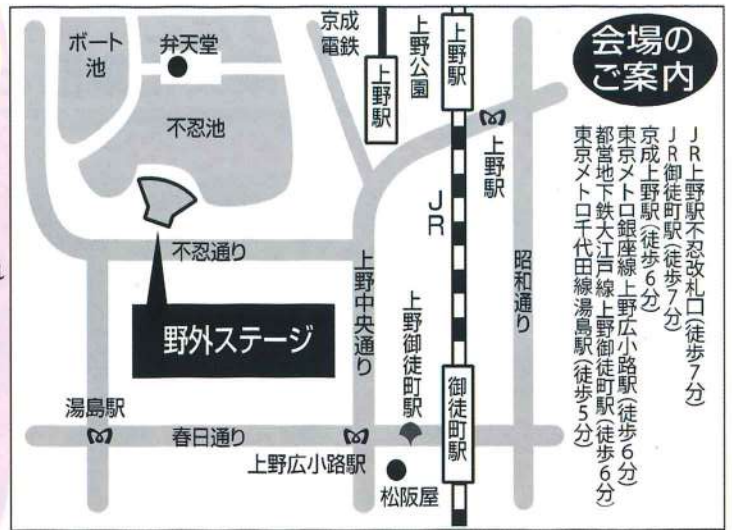 会場の
ご案内
JR上野駅不忍改札口(徒歩7分)
JR御徒町駅(徒歩7分)
京成上野駅(徒歩6分)
東京メトロ銀座線 上野広小路駅(徒歩6分)
都営地下鉄大江戸線 上野御徒町駅(徒歩6分)
東京メトロ千代田線 湯島駅(徒歩5分)
ボート
池
弁天堂
京成
電鉄
上野駅
上野公園
上野駅
上野駅
不忍池
JR
不忍通り
上野中央通り
昭和通り
野外ステージ
上野御徒町駅
御徒町駅
湯島駅
春日通り
上野広小路駅
松阪屋